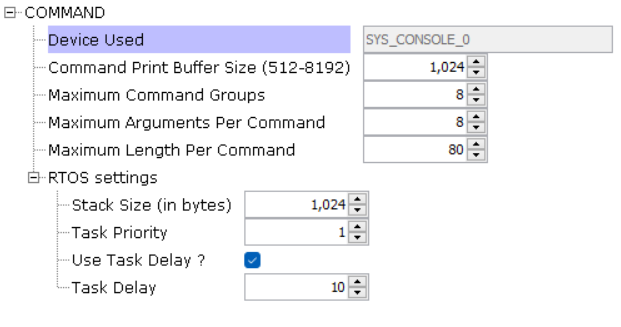 COMMAND
Device Used SYS_CONSOLE_0
Command Print Buffer Size (512-8192) 1,024
Maximum Command Groups 8
Maximum Arguments Per Command 8
Maximum Length Per Command 80
RTOS settings
Stack Size (in bytes) 1,024
Task Priority 1
Use Task Delay ?
Task Delay 10